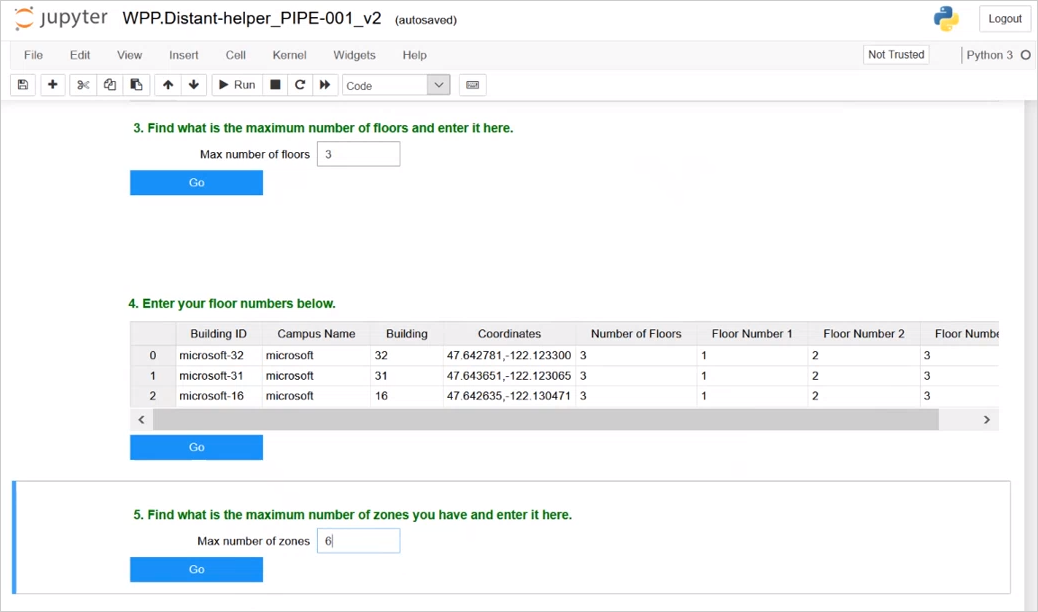 jupyter WPP.Distant-helper_PIPE-001_v2 (autosaved) Logout
File Edit View Insert Cell Kernel Widgets Help Not Trusted Python 3
Run Code
3. Find what is the maximum number of floors and enter it here.
Max number of floors 3
Go
4. Enter your floor numbers below.
Building ID Campus Name Building Coordinates Number of Floors Floor Number 1 Floor Number 2 Floor Numbe
0 microsoft-32 microsoft 32 47.642781,-122.123300 3 1 2 3
1 microsoft-31 microsoft 31 47.643651,-122.123065 3 1 2 3
2 microsoft-16 microsoft 16 47.642635,-122.130471 3 1 2 3
Go
5. Find what is the maximum number of zones you have and enter it here.
Max number of zones 6
Go